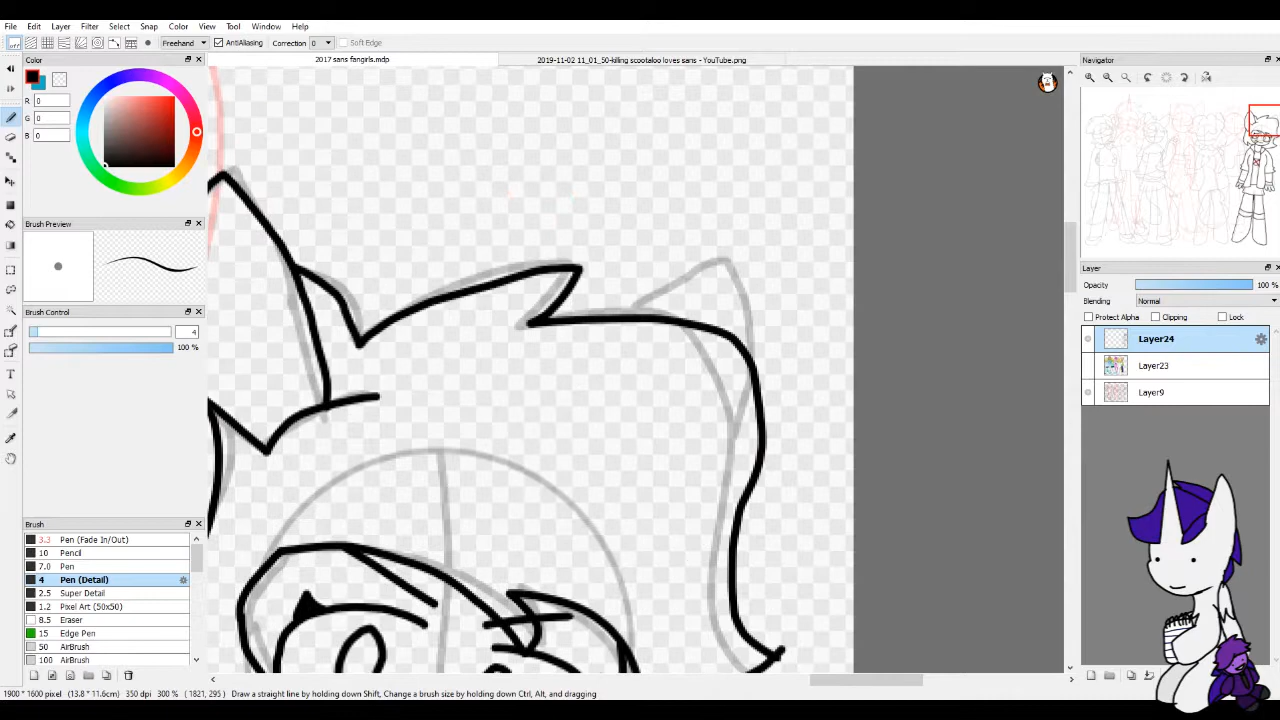 File Edit Layer Filter Select Snap Color View Tool Window Help
off Freehand AntiAliasing Correction 0 Soft Edge
Color
2017 sans fangirls.mdp
2019-11-02 11_01_50-killing scootaloo loves sans - YouTube.png
Navigator
R 0
G 0
B 0
Brush Preview
Brush Control
4
100 %
Layer
Opacity 100 %
Blending Normal
Protect Alpha Clipping Lock
Layer24
Layer23
Layer9
Brush
3.3 Pen (Fade In/Out)
10 Pencil
7.0 Pen
4 Pen (Detail)
2.5 Super Detail
1.2 Pixel Art (50x50)
8.5 Eraser
15 Edge Pen
50 AirBrush
100 AirBrush
1900 * 1600 pixel (13.8 * 11.6cm) 350 dpi 300 % ( 1821, 295 ) Draw a straight line by holding down Shift, Change a brush size by holding down Ctrl, Alt, and dragging